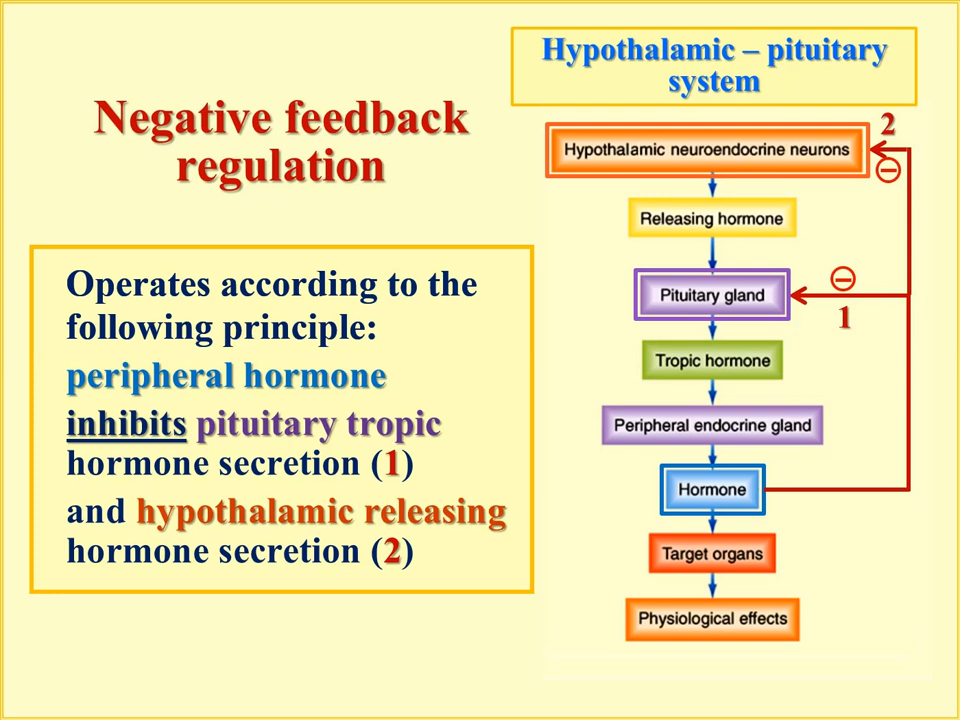 Negative feedback
regulation
Operates according to the
following principle:
peripheral hormone
inhibits pituitary tropic
hormone secretion (1)
and hypothalamic releasing
hormone secretion (2)
Hypothalamic – pituitary
system
2
Hypothalamic neuroendocrine neurons
Releasing hormone
Pituitary gland
1
Tropic hormone
Peripheral endocrine gland
Hormone
Target organs
Physiological effects